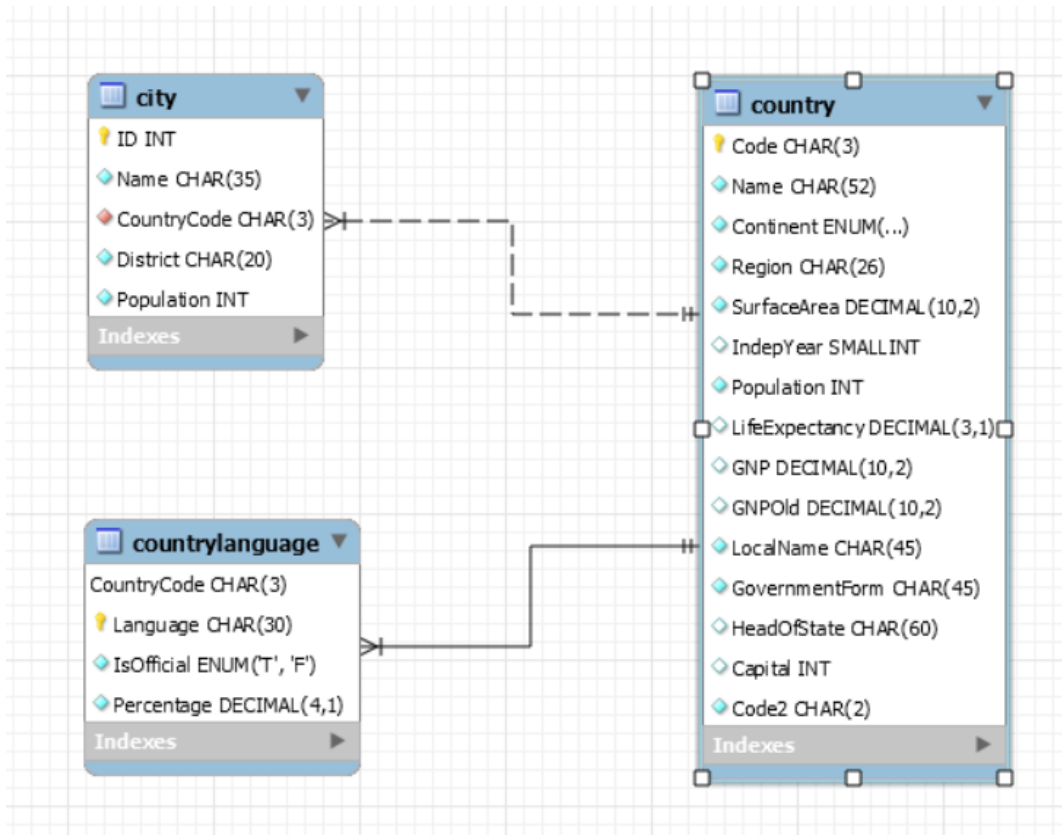 city
ID INT
Name CHAR(35)
CountryCode CHAR(3)
District CHAR(20)
Population INT
Indexes
country
Code CHAR(3)
Name CHAR(52)
Continent ENUM(...)
Region CHAR(26)
SurfaceArea DECIMAL(10,2)
IndepYear SMALLINT
Population INT
LifeExpectancy DECIMAL(3,1)
GNP DECIMAL(10,2)
GNPOld DECIMAL(10,2)
LocalName CHAR(45)
GovernmentForm CHAR(45)
HeadOfState CHAR(60)
Capital INT
Code2 CHAR(2)
Indexes
countrylanguage
CountryCode CHAR(3)
Language CHAR(30)
IsOfficial ENUM('T', 'F')
Percentage DECIMAL(4,1)
Indexes